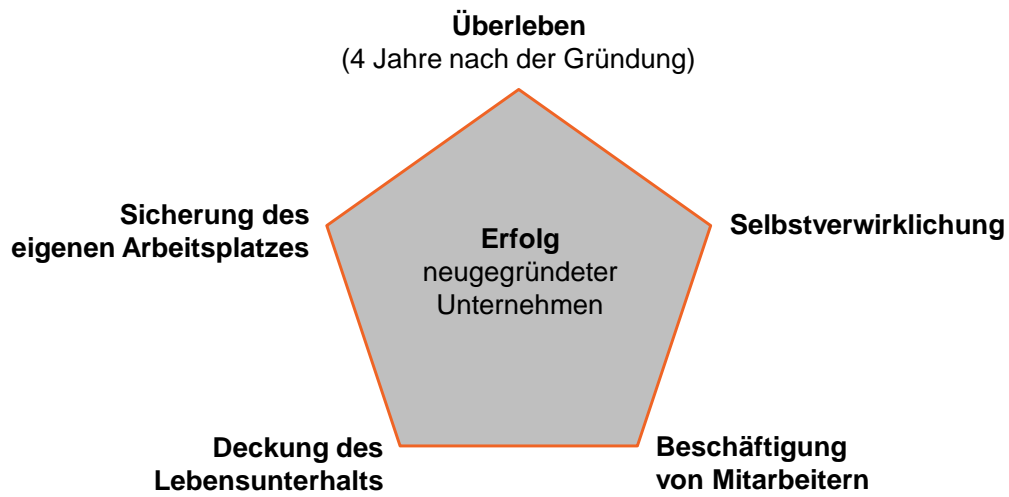 Überleben
(4 Jahre nach der Gründung)
Sicherung des
eigenen Arbeitsplatzes
Selbstverwirklichung
Erfolg
neugegründeter
Unternehmen
Deckung des
Lebensunterhalts
Beschäftigung
von Mitarbeitern